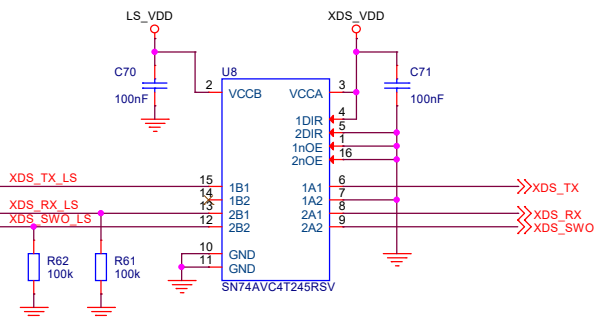 LS_VDD XDS_VDD
C70 U8 C71
100nF 2 VCCB VCCA 3 100nF
1DIR 4
2DIR 5
1nOE 1
2nOE 16
XDS_TX_LS 15 1B1 1A1 6 XDS_TX
14 1B2 1A2 7
XDS_RX_LS 13 2B1 2A1 8 XDS_RX
XDS_SWO_LS 12 2B2 2A2 9 XDS_SWO
10 GND
11 GND
R62 R61
100k 100k
SN74AVC4T245RSV